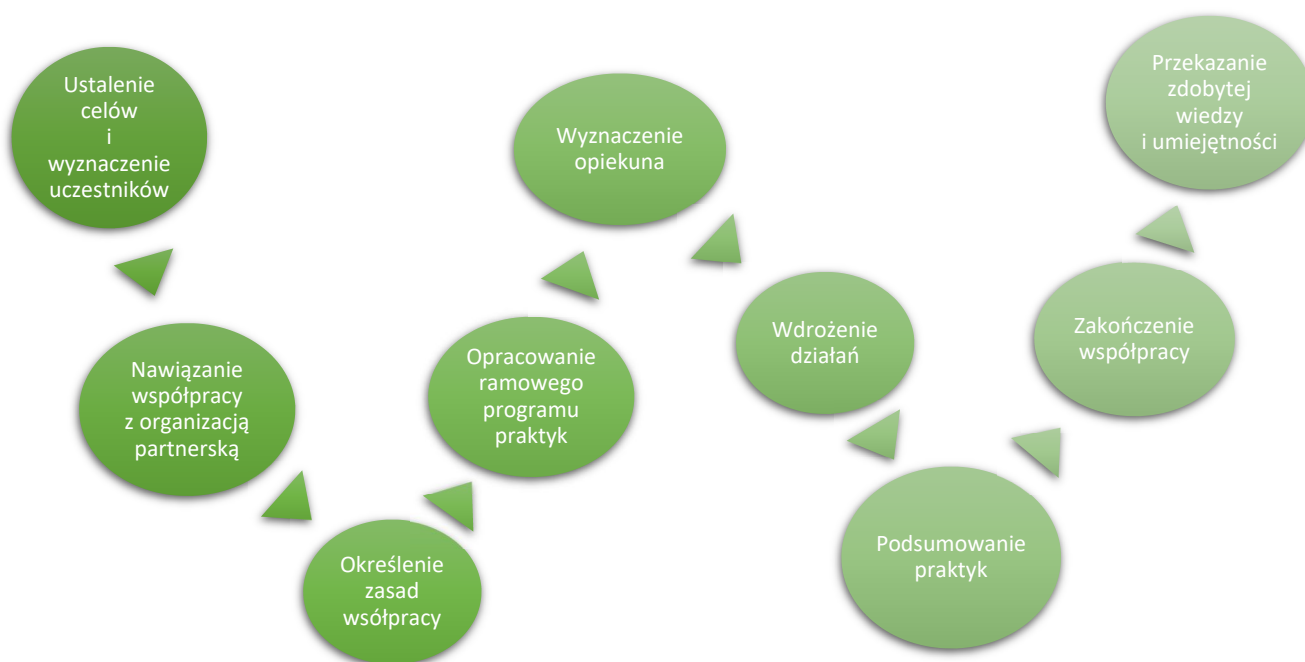 Ustalenie
celów
i
wyznaczenie
uczestników
Nawiązanie
współpracy
z organizacją
partnerską
Określenie
zasad
wsółpracy
Opracowanie
ramowego
programu
praktyk
Wyznaczenie
opiekuna
Wdrożenie
działań
Podsumowanie
praktyk
Zakończenie
współpracy
Przekazanie
zdobytej
wiedzy
i umiejętności